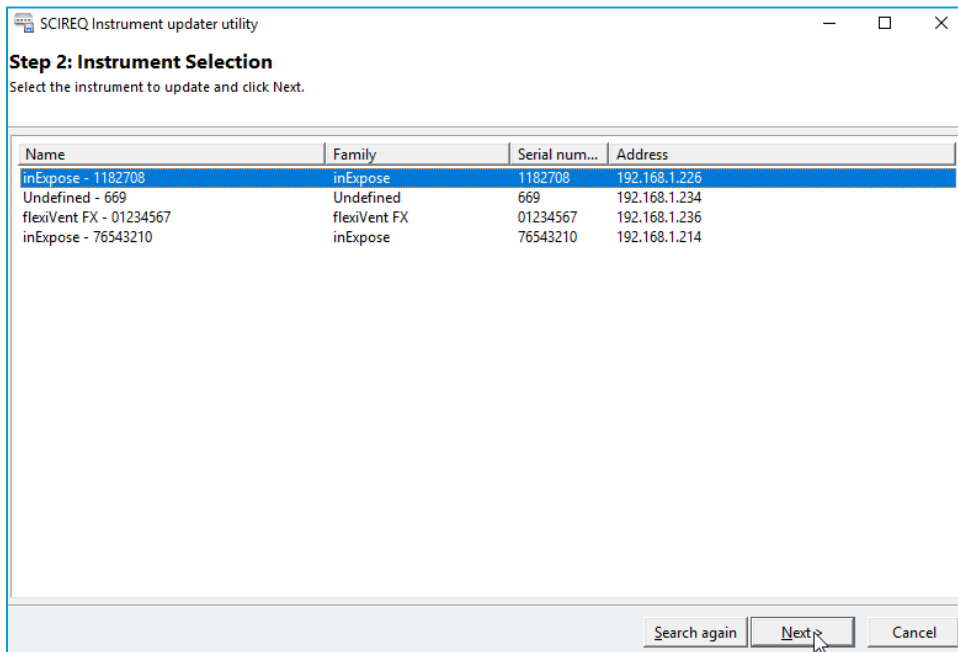 SCIREQ Instrument updater utility
Step 2: Instrument Selection
Select the instrument to update and click Next.
Name Family Serial num... Address
inExpose - 1182708 inExpose 1182708 192.168.1.226
Undefined - 669 Undefined 669 192.168.1.234
flexiVent FX - 01234567 flexiVent FX 01234567 192.168.1.236
inExpose - 76543210 inExpose 76543210 192.168.1.214
Search again Next > Cancel